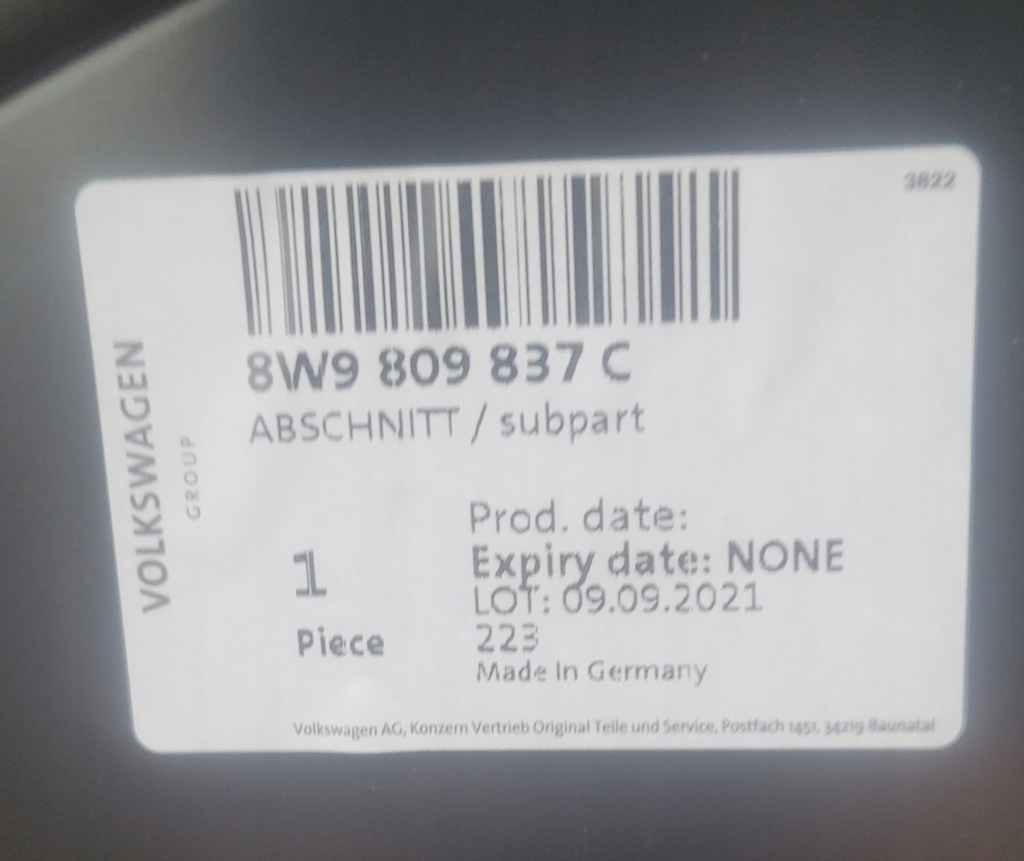 3822
8W9 809 837 C
ABSCHNITT / subpart
VOLKSWAGEN
GROUP
Prod. date:
Expiry date: NONE
LOT: 09.09.2021
1
Piece
223
Made In Germany
Volkswagen AG, Konzern Vertrieb Original Teile und Service, Postfach 1451, 34219 Baunatal